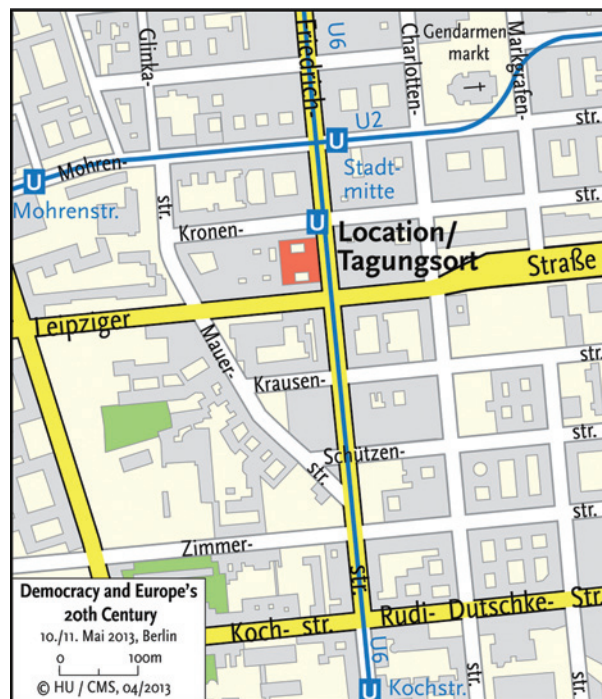 Glinka-
str.
Friedrich-
str.
U6
Charlotten-
str.
Gendarmen
markt
Markgrafen-
str.
U2
U
Stadt-
mitte
Mohren-
str.
U
Mohrenstr.
Kronen-
str.
U
Location/
Tagungsort
Leipziger
Straße
Mauer-
str.
Krausen-
str.
Schützen-
str.
Zimmer-
str.
Koch- str.
Rudi- Dutschke- Str.
U6
U
Kochstr.
Democracy and Europe's
20th Century
10./11. Mai 2013, Berlin
0 100m
© HU / CMS, 04/2013